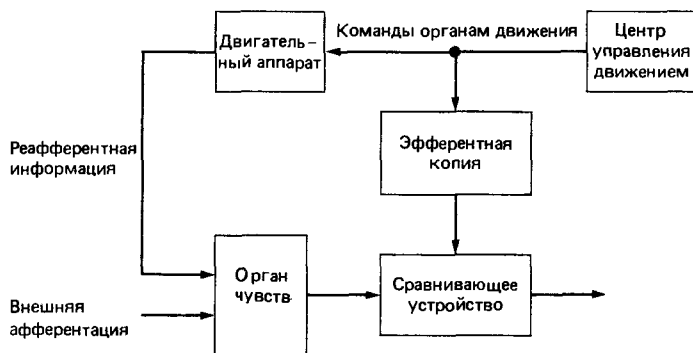 Команды органам движения
Двигатель–
ный аппарат
Центр
управления
движением
Реафферентная
информация
Эфферентная
копия
Орган
чувств
Сравнивающее
устройство
Внешняя
афферентация